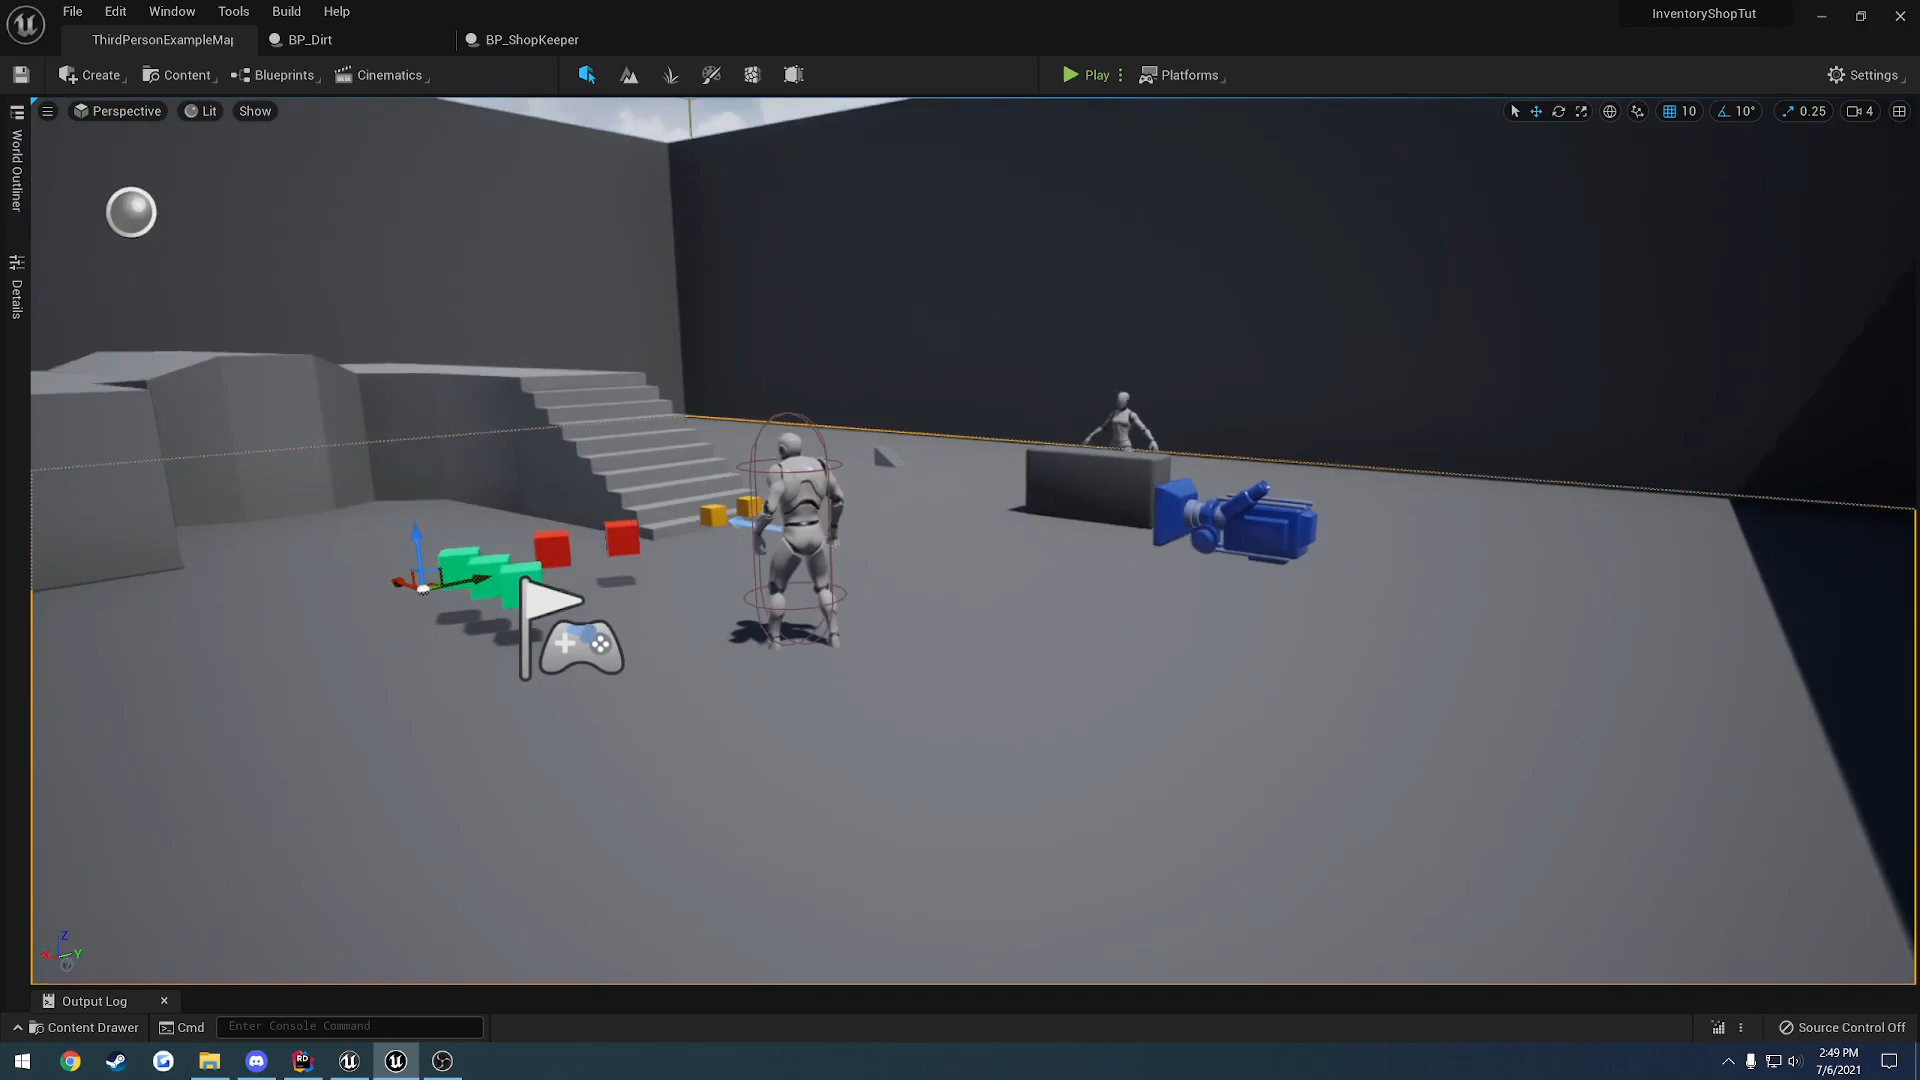 File Edit Window Tools Build Help
InventoryShopTut
ThirdPersonExampleMap
BP_Dirt
BP_ShopKeeper
Create Content Blueprints Cinematics
Play Platforms
Settings
Perspective Lit Show
10 10° 0.25 4
World Outliner
Details
Z
X Y
Output Log
Content Drawer Cmd Enter Console Command
Source Control Off
RD
2:49 PM
7/6/2021